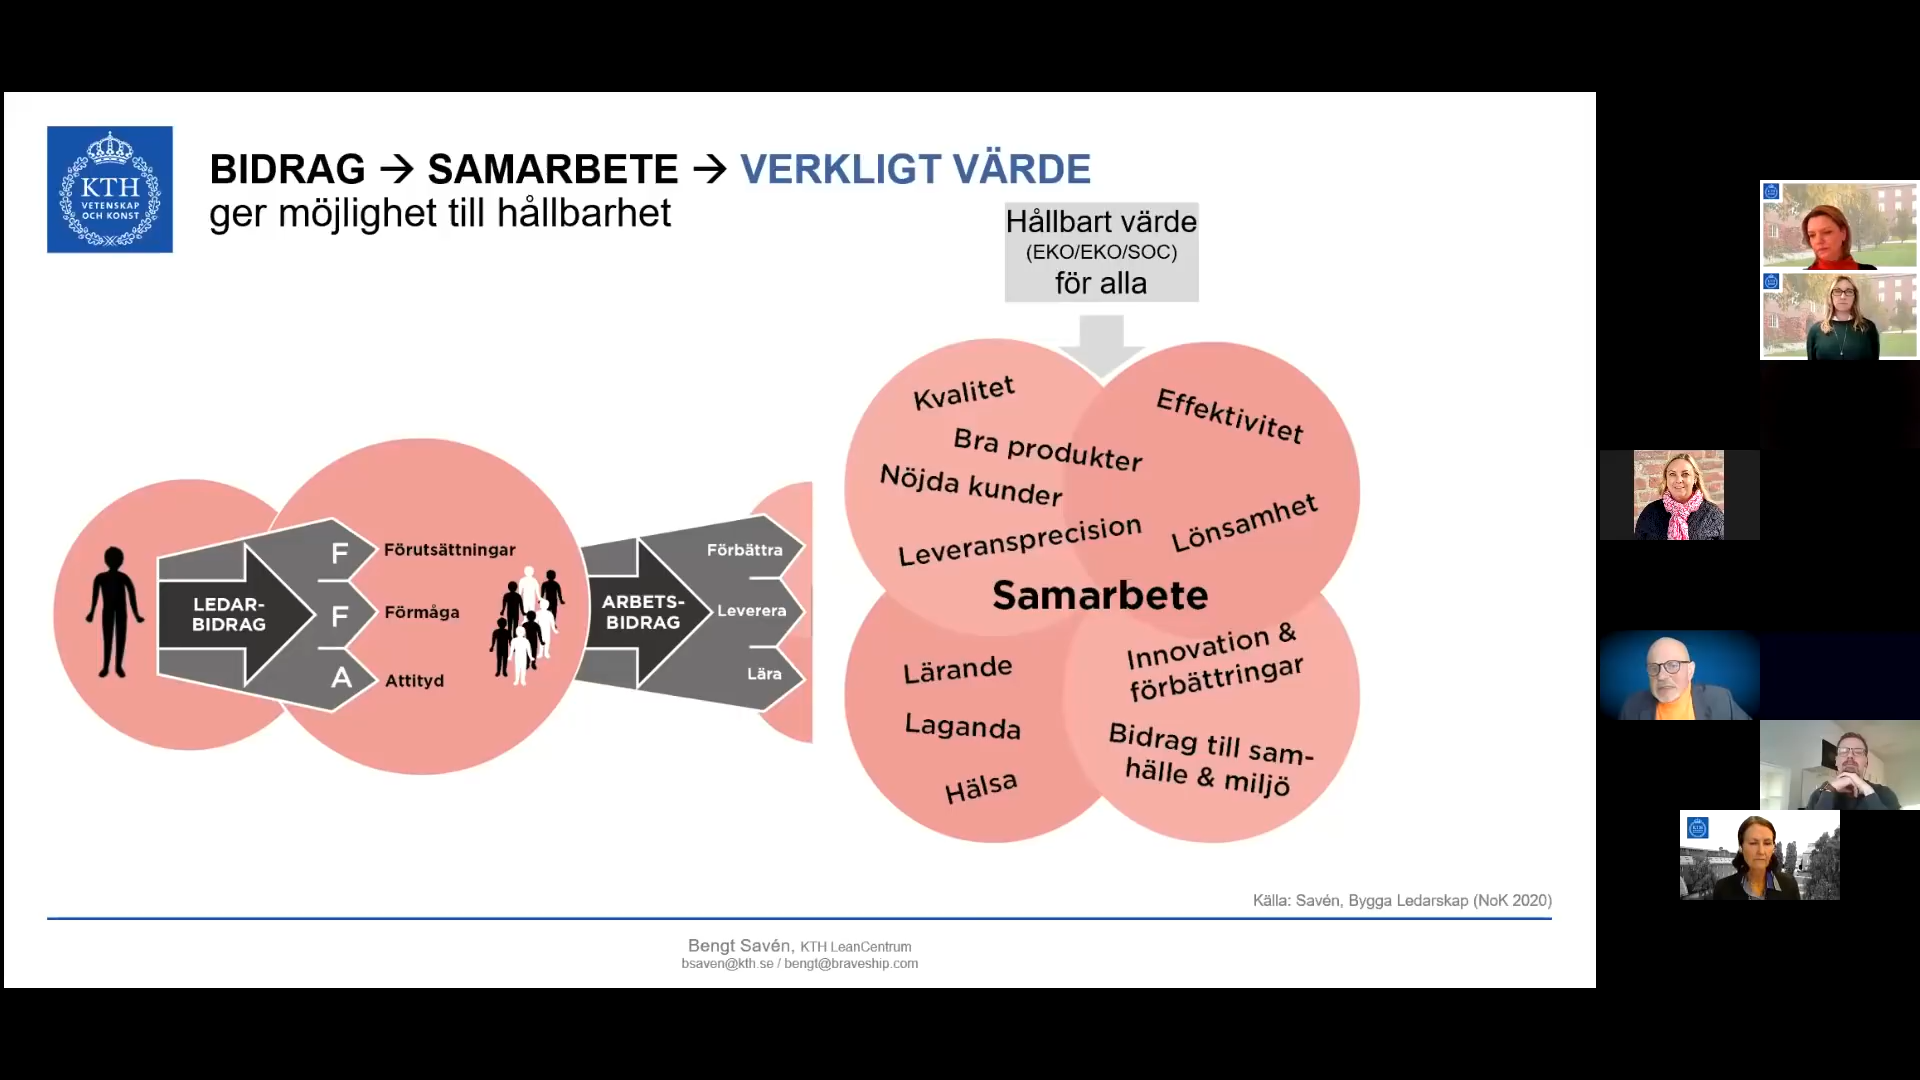 KTH
VETENSKAP
OCH KONST
BIDRAG → SAMARBETE → VERKLIGT VÄRDE
ger möjlighet till hållbarhet
Hållbart värde
(EKO/EKO/SOC)
för alla
LEDAR-
BIDRAG
F
Förutsättningar
F
Förmåga
A
Attityd
ARBETS-
BIDRAG
Förbättra
Leverera
Lära
Kvalitet
Bra produkter
Nöjda kunder
Leveransprecision
Effektivitet
Lönsamhet
Samarbete
Lärande
Laganda
Hälsa
Innovation &
förbättringar
Bidrag till sam-
hälle & miljö
Källa: Savén, Bygga Ledarskap (NoK 2020)
Bengt Savén, KTH LeanCentrum
bsaven@kth.se / bengt@braveship.com